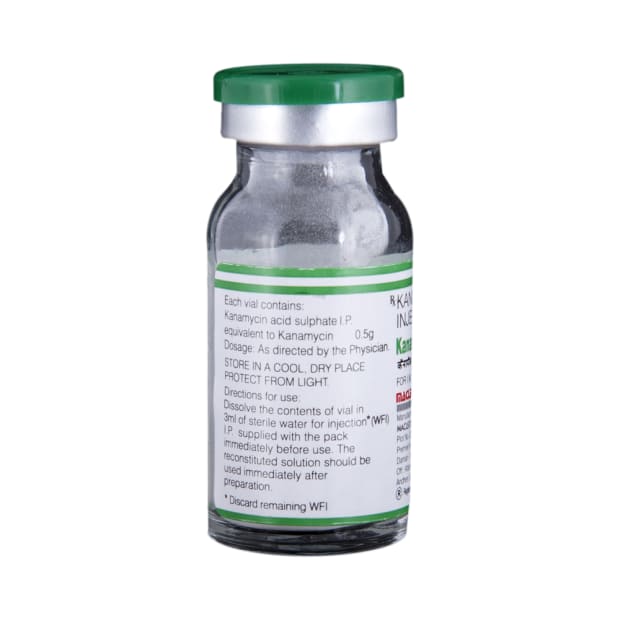 Each vial contains:
Kanamycin acid sulphate I.P.
equivalent to Kanamycin 0.5g
Dosage: As directed by the Physician.
STORE IN A COOL, DRY PLACE
PROTECT FROM LIGHT.
Directions for use:
Dissolve the contents of vial in
3ml of sterile water for injection*(WFI)
I.P. supplied with the pack
immediately before use. The
reconstituted solution should be
used immediately after
preparation.
* Discard remaining WFI
℞ KAN
INJE
Kana
FOR I